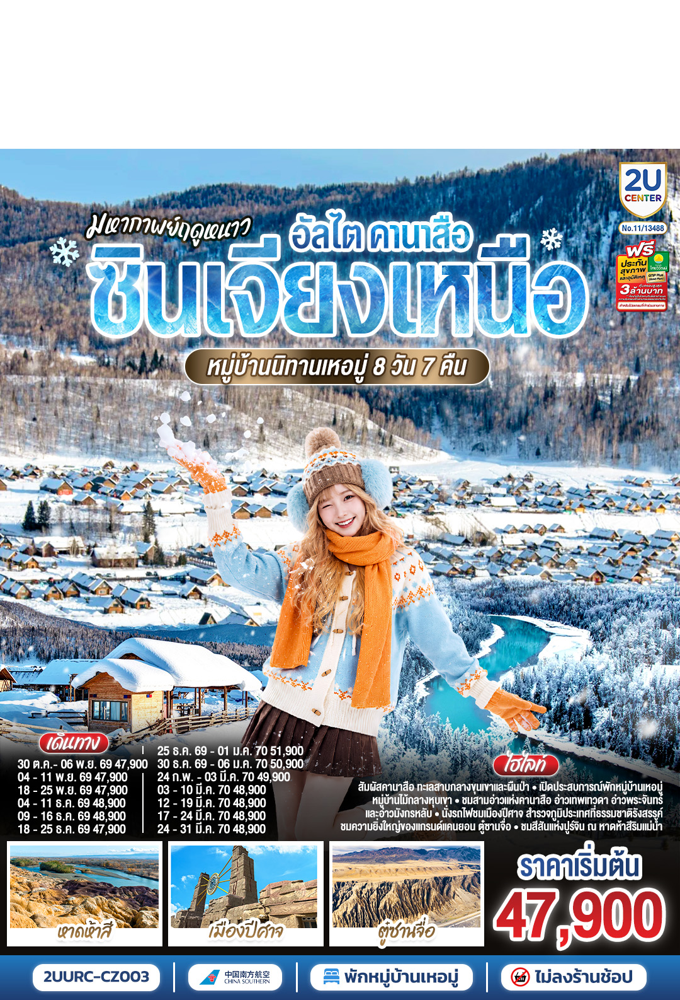 2U
CENTER
No.11/13488
ฟรี
ประกัน
สุขภาพ
และอุบัติเหตุ
ไทยวิวัฒน์
GTIP Plus
คุ้มครองสูงสุด
3 ล้านบาท
มหากาพย์ฤดูหนาว
อัลไต คานาสือ
ซินเจียงเหนือ
หมู่บ้านนิทานเหอมู่ 8 วัน 7 คืน
เดินทาง
30 ต.ค.- 06 พ.ย. 69 47,900
04 - 11 พ.ย. 69 47,900
18 - 25 พ.ย. 69 47,900
04 - 11 ธ.ค. 69 48,900
09 - 16 ธ.ค. 69 48,900
18 - 25 ธ.ค. 69 47,900
25 ธ.ค. 69 - 01 ม.ค. 70 51,900
30 ธ.ค. 69 - 06 ม.ค. 70 50,900
24 ก.พ. - 03 มี.ค. 70 49,900
03 - 10 มี.ค. 70 48,900
12 - 19 มี.ค. 70 48,900
17 - 24 มี.ค. 70 48,900
24 - 31 มี.ค. 70 48,900
ไฮไลท์
สัมผัสคานาสือ ทะเลสาบกลางขุนเขาและผืนป่า • เปิดประสบการณ์พักหมู่บ้านเหอมู่
หมู่บ้านไม้กลางหุบเขา • ชมสามอ่าวแห่งคานาสือ อ่าวเทพเทวดา อ่าวพระจันทร์
และอ่าวมังกรหลับ • นั่งรถไฟชมเมืองปีศาจ สำรวจภูมิประเทศที่ธรรมชาติรังสรรค์
ชมความยิ่งใหญ่ของแกรนด์แคนยอน ตู๋ซานจื่อ • ชมสีสันแห่งปูร์จิน ณ หาดห้าสีริมแม่น้ำ
หาดห้าสี
เมืองปีศาจ
ตู๋ซานจื่อ
ราคาเริ่มต้น
47,900
2UURC-CZ003
中国南方航空
CHINA SOUTHERN
พักหมู่บ้านเหอมู่
ไม่ลงร้านช้อป